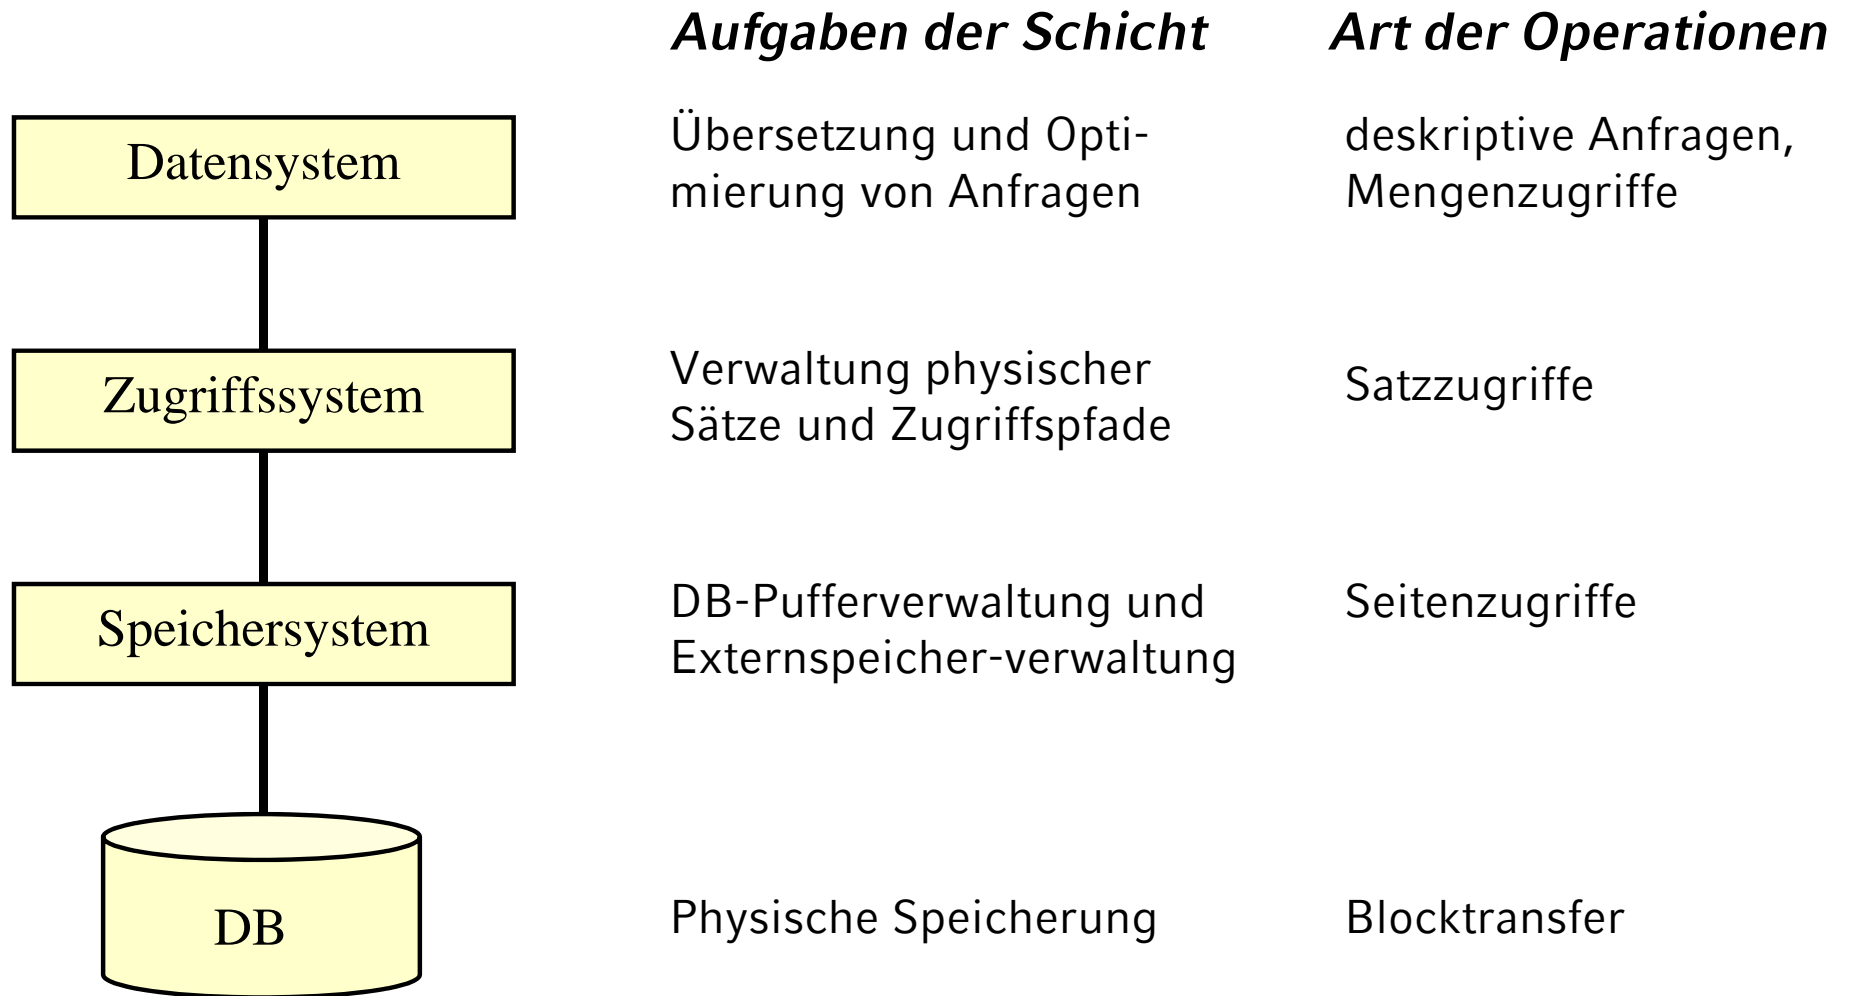 Aufgaben der Schicht
Art der Operationen
Datensystem
Übersetzung und Opti-
mierung von Anfragen
deskriptive Anfragen,
Mengenzugriffe
Zugriffssystem
Verwaltung physischer
Sätze und Zugriffspfade
Satzzugriffe
Speichersystem
DB-Pufferverwaltung und
Externspeicher-verwaltung
Seitenzugriffe
DB
Physische Speicherung
Blocktransfer